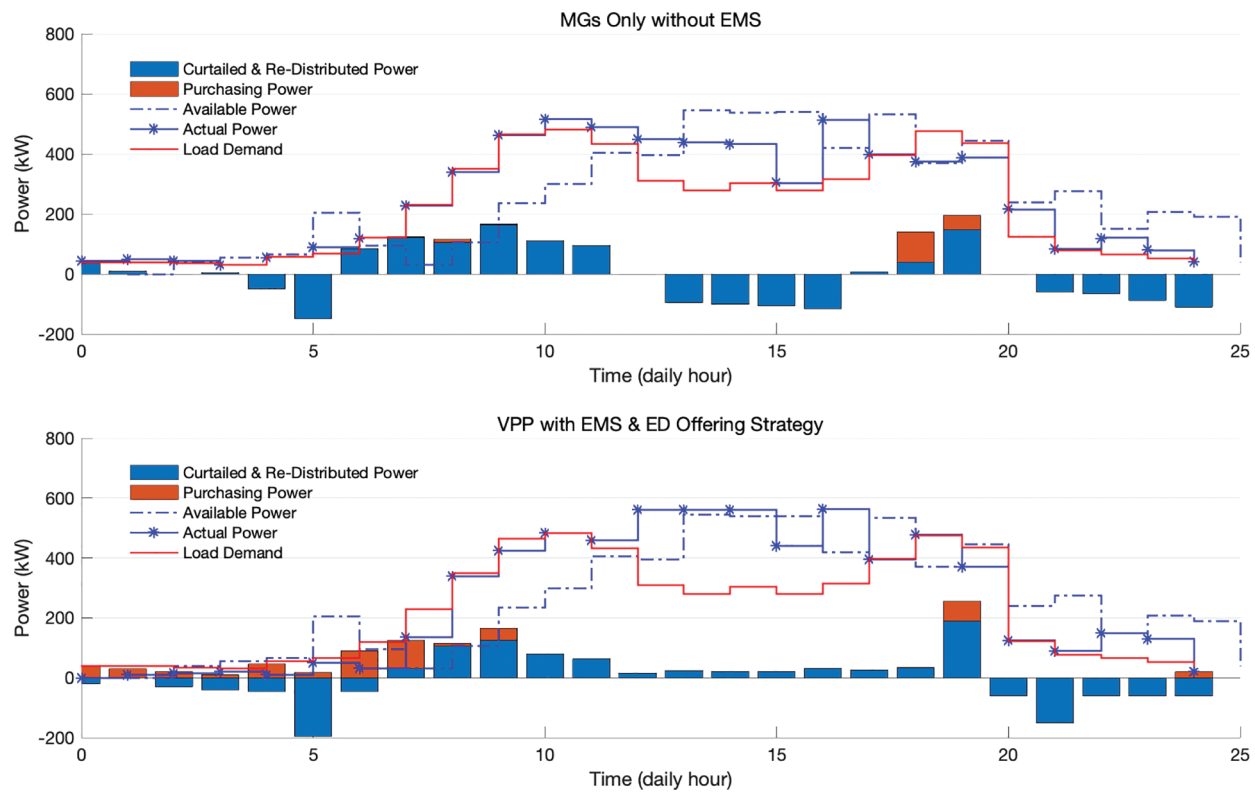 MGs Only without EMS
800
600
400
200
0
-200
Power (kW)
Curtailed & Re-Distributed Power
Purchasing Power
Available Power
Actual Power
Load Demand
0 5 10 15 20 25
Time (daily hour)
VPP with EMS & ED Offering Strategy
800
600
400
200
0
-200
Power (kW)
Curtailed & Re-Distributed Power
Purchasing Power
Available Power
Actual Power
Load Demand
0 5 10 15 20 25
Time (daily hour)